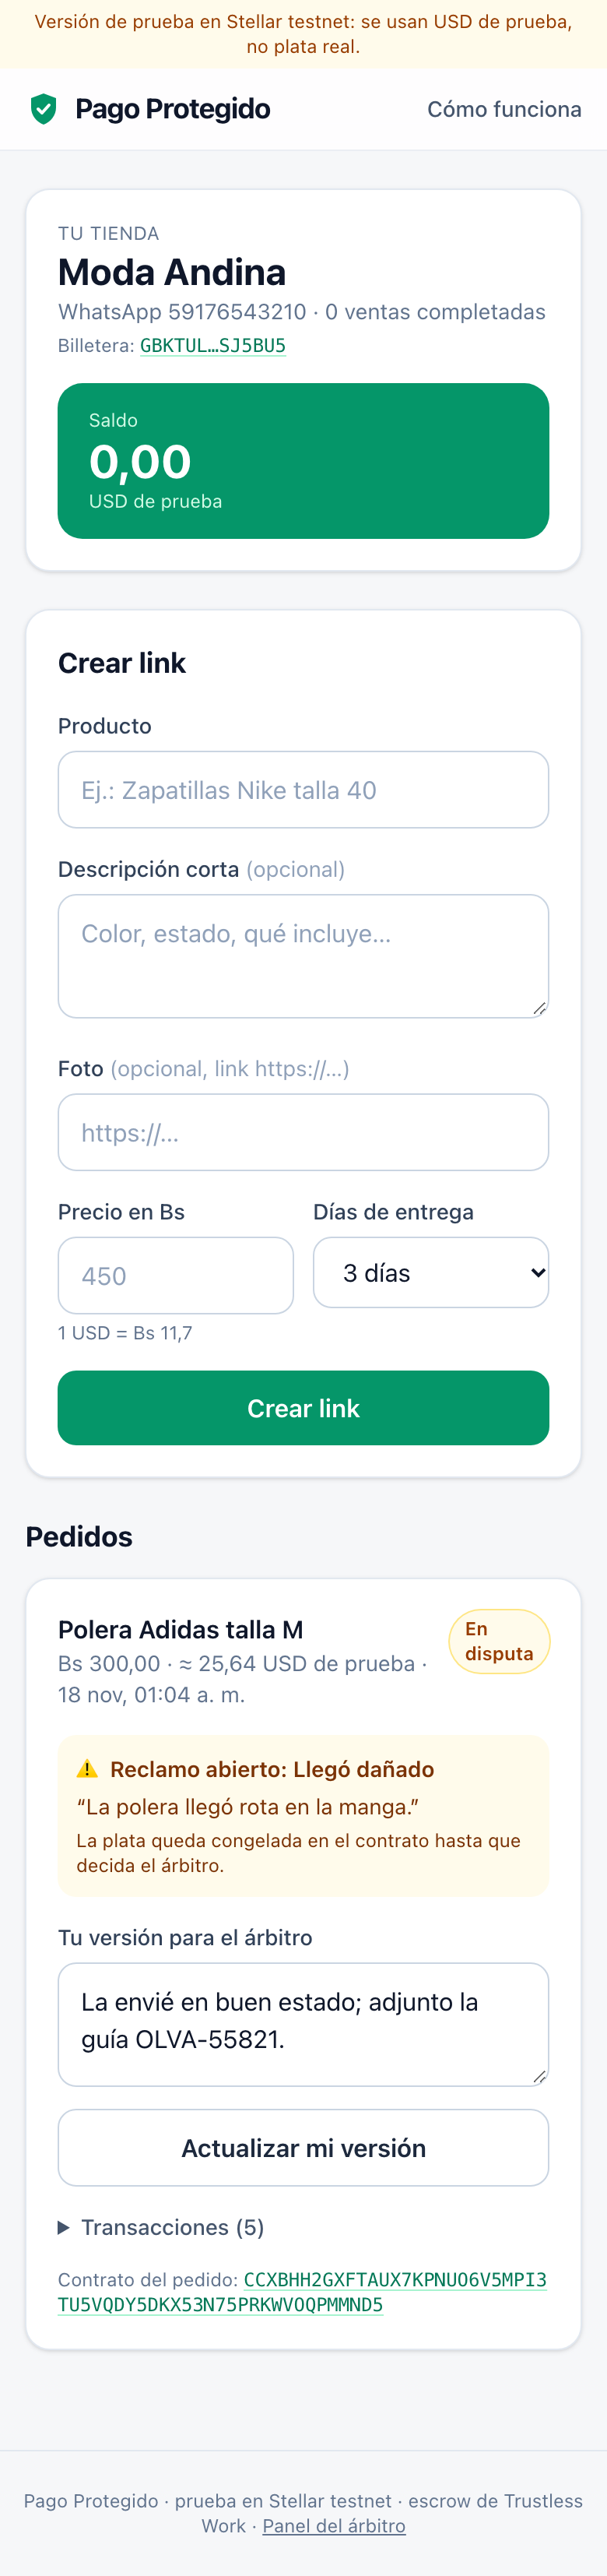 Versión de prueba en Stellar testnet: se usan USD de prueba,
no plata real.
Pago Protegido
Cómo funciona
TU TIENDA
Moda Andina
WhatsApp 59176543210 · 0 ventas completadas
Billetera: GBKTUL…SJ5BU5
Saldo
0,00
USD de prueba
Crear link
Producto
Ej.: Zapatillas Nike talla 40
Descripción corta (opcional)
Color, estado, qué incluye...
Foto (opcional, link https://...)
https://...
Precio en Bs
Días de entrega
450
3 días
1 USD = Bs 11,7
Crear link
Pedidos
Polera Adidas talla M
En
disputa
Bs 300,00 · ≈ 25,64 USD de prueba ·
18 nov, 01:04 a. m.
Reclamo abierto: Llegó dañado
“La polera llegó rota en la manga.”
La plata queda congelada en el contrato hasta que
decida el árbitro.
Tu versión para el árbitro
La envié en buen estado; adjunto la
guía OLVA-55821.
Actualizar mi versión
Transacciones (5)
Contrato del pedido: CCXBHH2GXFTAUX7KPNUO6V5MPI3
TU5VQDY5DKX53N75PRKWVOQPMMND5
Pago Protegido · prueba en Stellar testnet · escrow de Trustless
Work · Panel del árbitro